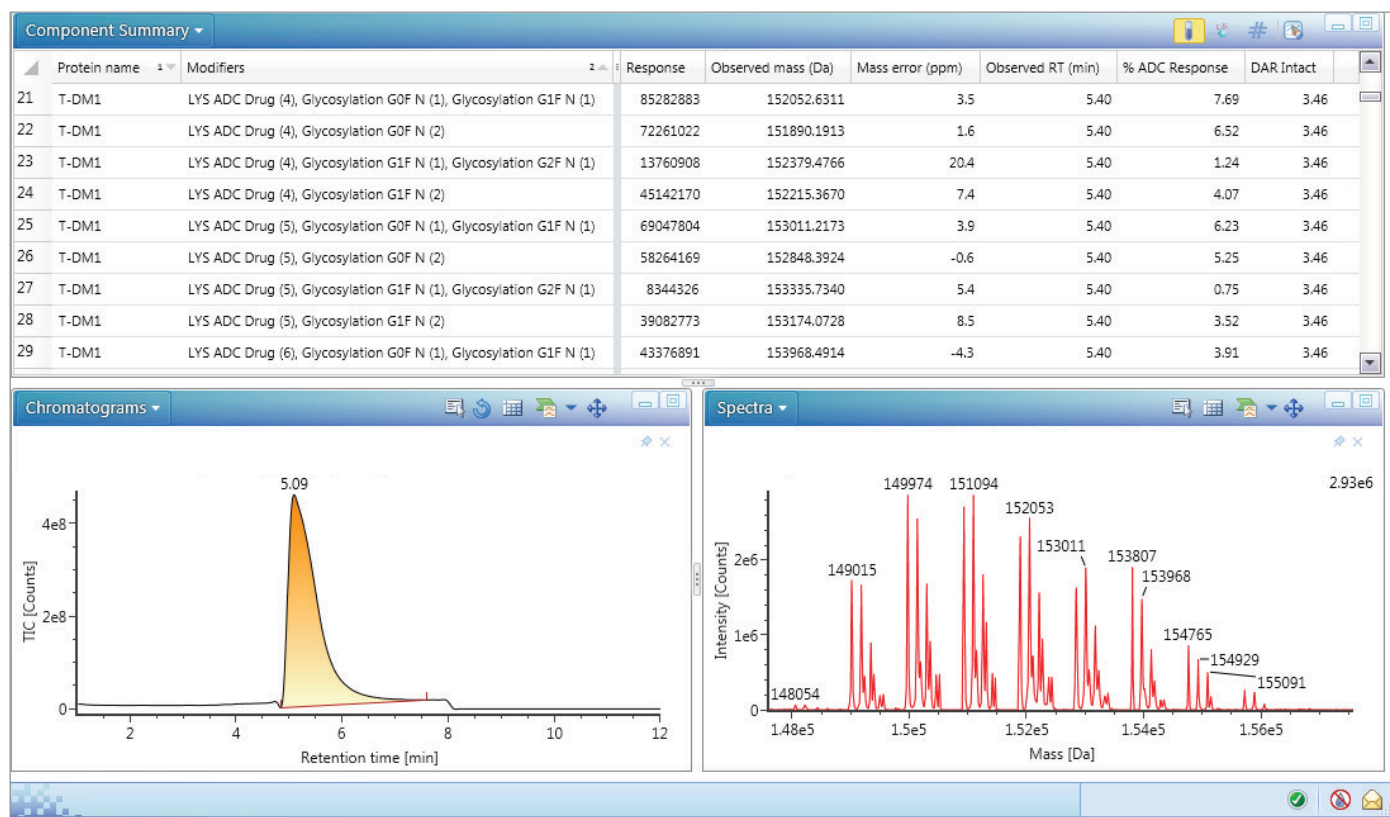 Component Summary
Protein name 1 Modifiers 2 Response Observed mass (Da) Mass error (ppm) Observed RT (min) % ADC Response DAR Intact
21 T-DM1 LYS ADC Drug (4), Glycosylation G0F N (1), Glycosylation G1F N (1) 85282883 152052.6311 3.5 5.40 7.69 3.46
22 T-DM1 LYS ADC Drug (4), Glycosylation G0F N (2) 72261022 151890.1913 1.6 5.40 6.52 3.46
23 T-DM1 LYS ADC Drug (4), Glycosylation G1F N (1), Glycosylation G2F N (1) 13760908 152379.4766 20.4 5.40 1.24 3.46
24 T-DM1 LYS ADC Drug (4), Glycosylation G1F N (2) 45142170 152215.3670 7.4 5.40 4.07 3.46
25 T-DM1 LYS ADC Drug (5), Glycosylation G0F N (1), Glycosylation G1F N (1) 69047804 153011.2173 3.9 5.40 6.23 3.46
26 T-DM1 LYS ADC Drug (5), Glycosylation G0F N (2) 58264169 152848.3924 -0.6 5.40 5.25 3.46
27 T-DM1 LYS ADC Drug (5), Glycosylation G1F N (1), Glycosylation G2F N (1) 8344326 153335.7340 5.4 5.40 0.75 3.46
28 T-DM1 LYS ADC Drug (5), Glycosylation G1F N (2) 39082773 153174.0728 8.5 5.40 3.52 3.46
29 T-DM1 LYS ADC Drug (6), Glycosylation G0F N (1), Glycosylation G1F N (1) 43376891 153968.4914 -4.3 5.40 3.91 3.46
Chromatograms
5.09
4e8
2e8
0
TIC [Counts]
2 4 6 8 10 12
Retention time [min]
Spectra
2.93e6
149974 151094
152053
153011
153807
149015
153968
154765
154929
155091
148054
2e6
1e6
0
Intensity [Counts]
1.48e5 1.5e5 1.52e5 1.54e5 1.56e5
Mass [Da]